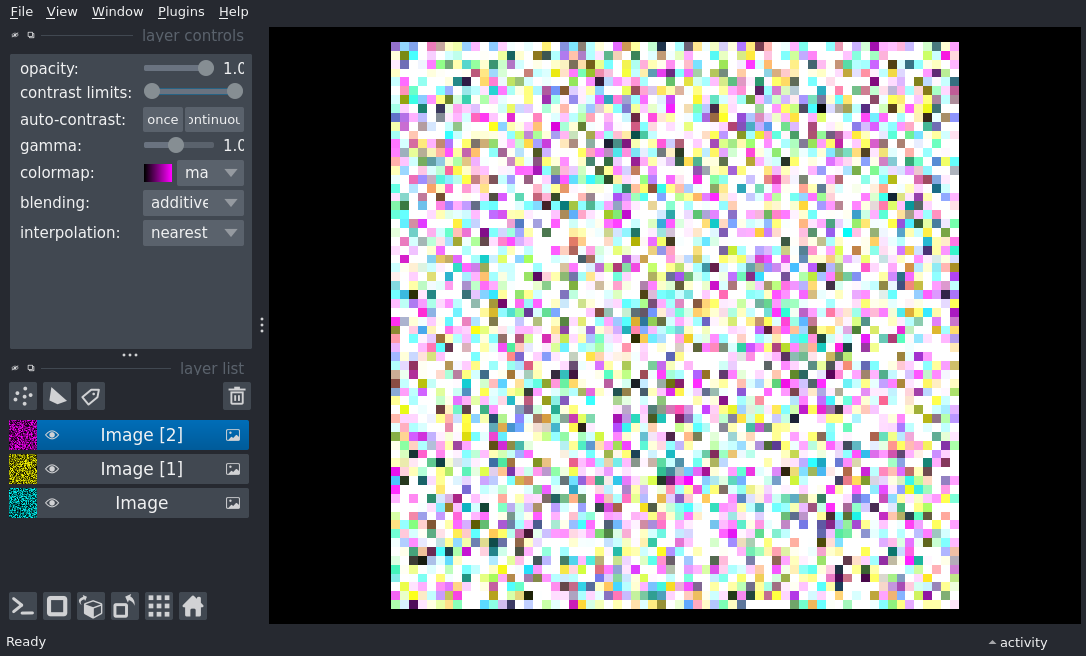 File View Window Plugins Help
layer controls
opacity: 1.0
contrast limits:
auto-contrast: once ontinuou
gamma: 1.0
colormap: ma
blending: additive
interpolation: nearest
layer list
Image [2]
Image [1]
Image
Ready activity